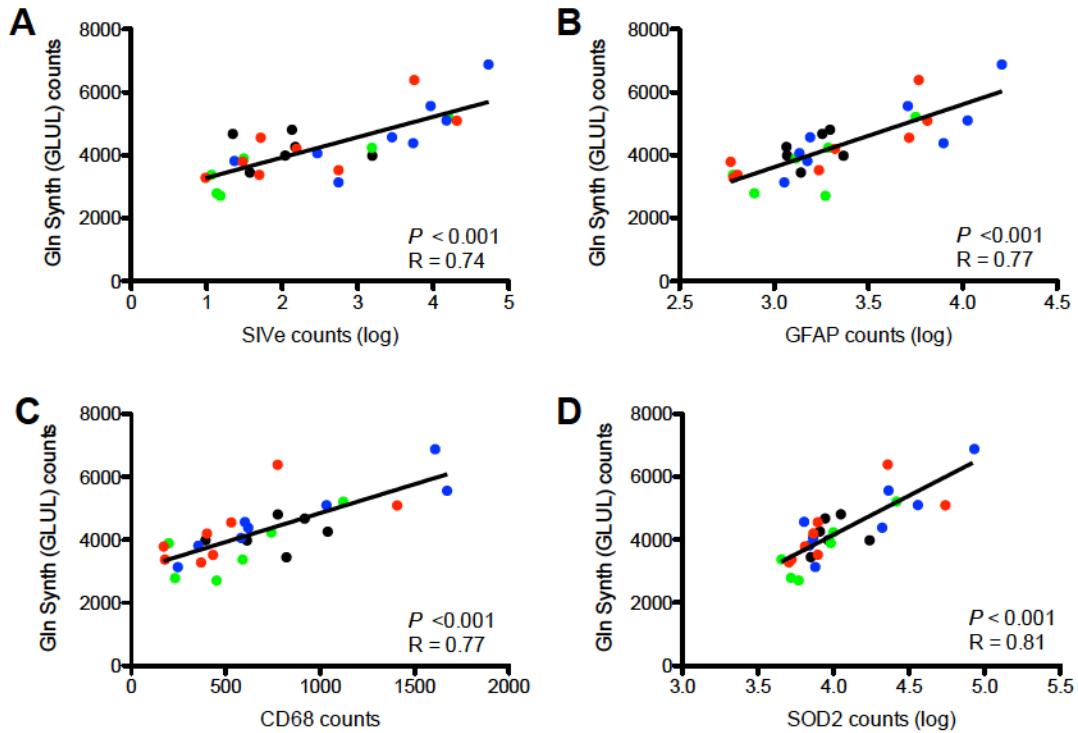 A
Gln Synth (GLUL) counts
8000
6000
4000
2000
0
P < 0.001
R = 0.74
0 1 2 3 4 5
SIVe counts (log)
B
Gln Synth (GLUL) counts
8000
6000
4000
2000
0
P <0.001
R = 0.77
2.5 3.0 3.5 4.0 4.5
GFAP counts (log)
C
Gln Synth (GLUL) counts
8000
6000
4000
2000
0
P <0.001
R = 0.77
0 500 1000 1500 2000
CD68 counts
D
Gln Synth (GLUL) counts
8000
6000
4000
2000
0
P < 0.001
R = 0.81
3.0 3.5 4.0 4.5 5.0 5.5
SOD2 counts (log)